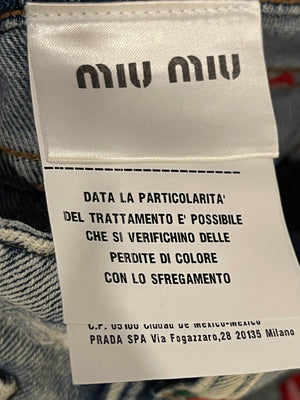 miu miu
DATA LA PARTICOLARITA'
DEL TRATTAMENTO E' POSSIBILE
CHE SI VERIFICHINO DELLE
PERDITE DI COLORE
CON LO SFREGAMENTO
C.P. 05100 Ciudad de Mexico-Mexico
PRADA SPA Via Fogazzaro,28 20135 Milano